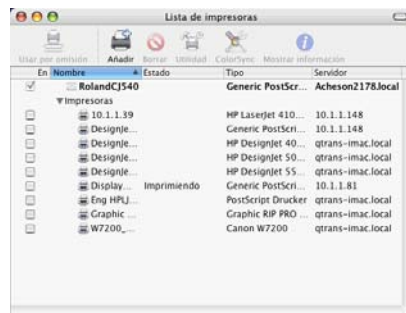 Lista de impresoras
Usar por omisión Añadir Borrar Utilidad ColorSync Mostrar información
En Nombre Estado Tipo Servidor
RolandCJ540 Generic PostScr... Acheson2178.local
Impresoras
10.1.1.39 HP LaserJet 410... 10.1.1.148
DesignJe... Generic PostScri... 10.1.1.148
DesignJe... HP DesignJet 40... qtrans-imac.local
DesignJe... HP DesignJet 50... qtrans-imac.local
DesignJe... HP DesignJet 55... qtrans-imac.local
Display... Imprimiendo Generic PostScri... 10.1.1.81
Eng HPLJ... PostScript Drucker qtrans-imac.local
Graphic ... Graphic RIP PRO ... qtrans-imac.local
W7200_... Canon W7200 qtrans-imac.local